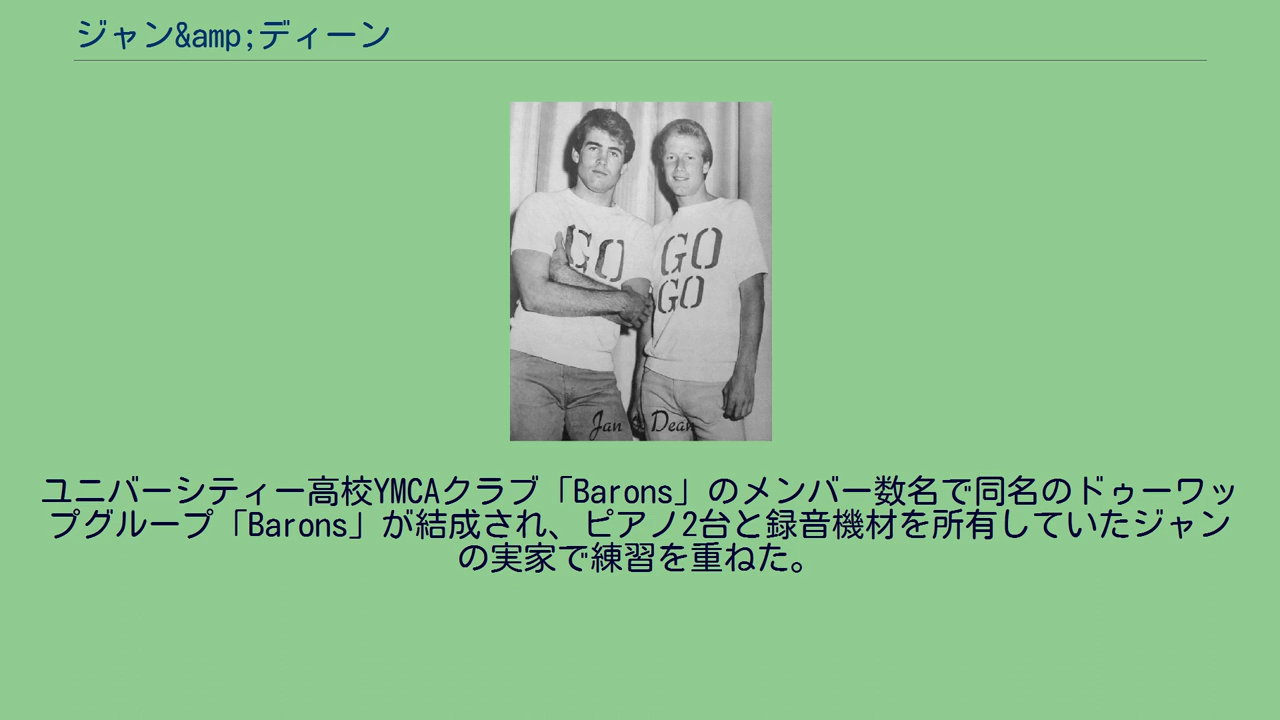 ジャン&amp;ディーン
GO
GO
GO
Jan & Dean
ユニバーシティー高校YMCAクラブ「Barons」のメンバー数名で同名のドゥーワッ
プグループ「Barons」が結成され、ピアノ2台と録音機材を所有していたジャン
の実家で練習を重ねた。